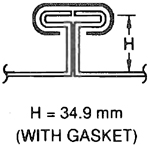 H
H = 34.9 mm
(WITH GASKET)